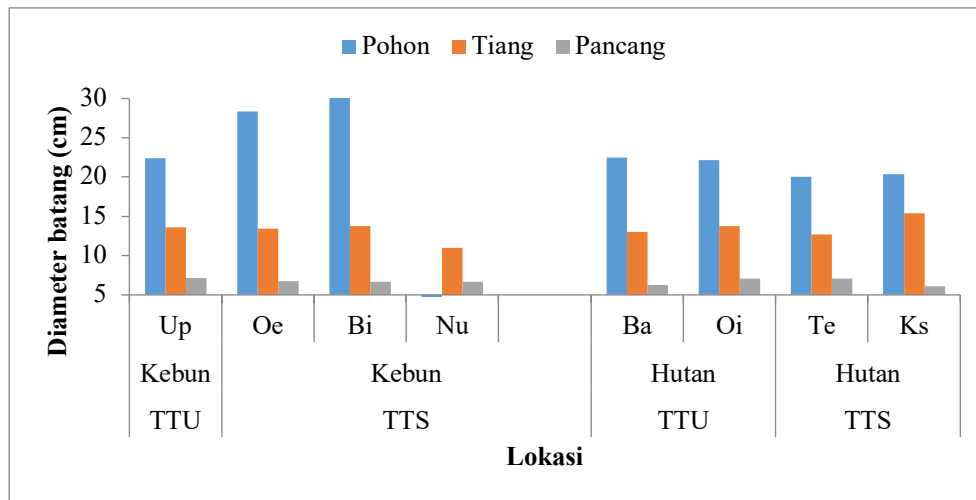 Pohon Tiang Pancang
Diameter batang (cm)
30
25
20
15
10
5
Up Oe Bi Nu Ba Oi Te Ks
Kebun Kebun Hutan Hutan
TTU TTS TTU TTS
Lokasi